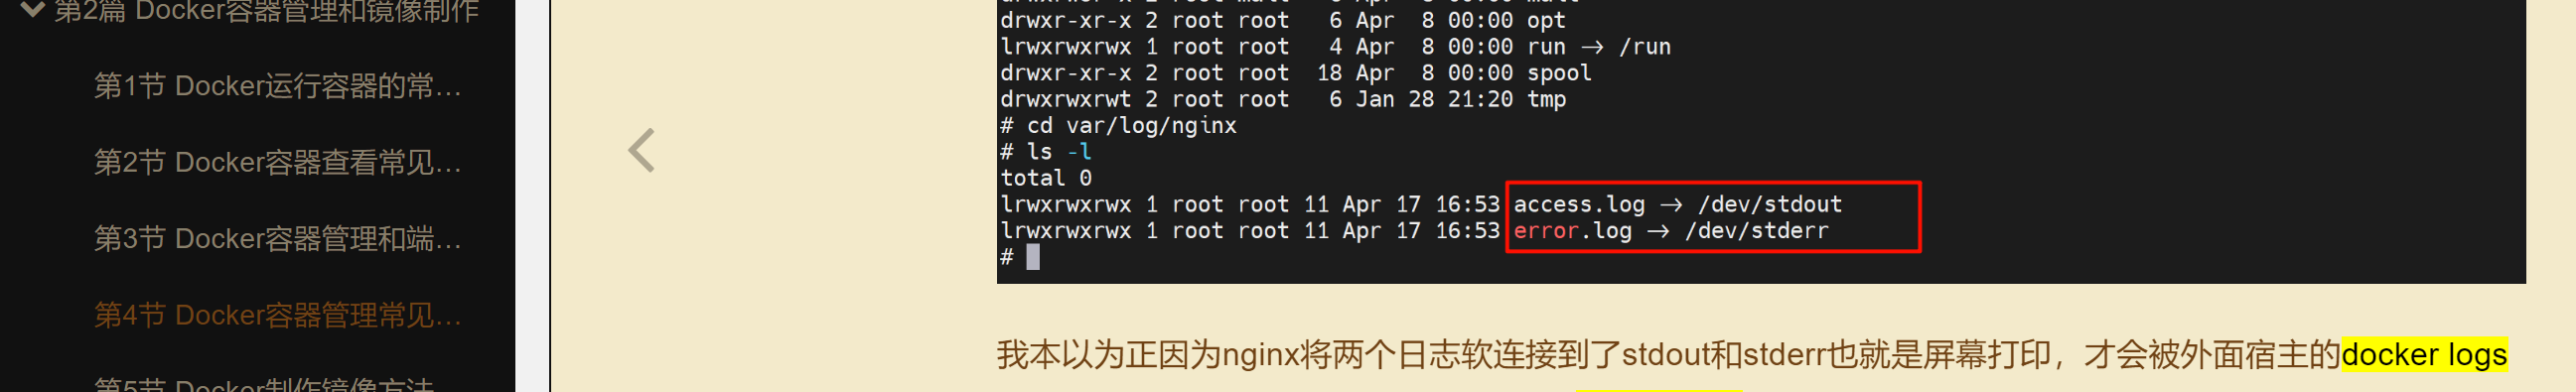 第2篇 Docker容器管理和镜像制作
第1节 Docker运行容器的常…
第2节 Docker容器查看常见…
第3节 Docker容器管理和端…
第4节 Docker容器管理常见…
第5节 Docker制作镜像方法
drwxr-xr-x 2 root root   6 Apr  8 00:00 opt
lrwxrwxrwx 1 root root   4 Apr  8 00:00 run → /run
drwxr-xr-x 2 root root  18 Apr  8 00:00 spool
drwxrwxrwt 2 root root   6 Jan 28 21:20 tmp
# cd var/log/nginx
# ls -l
total 0
lrwxrwxrwx 1 root root 11 Apr 17 16:53 access.log → /dev/stdout
lrwxrwxrwx 1 root root 11 Apr 17 16:53 error.log → /dev/stderr
#
我本以为正因为nginx将两个日志软连接到了stdout和stderr也就是屏幕打印，才会被外面宿主的docker logs